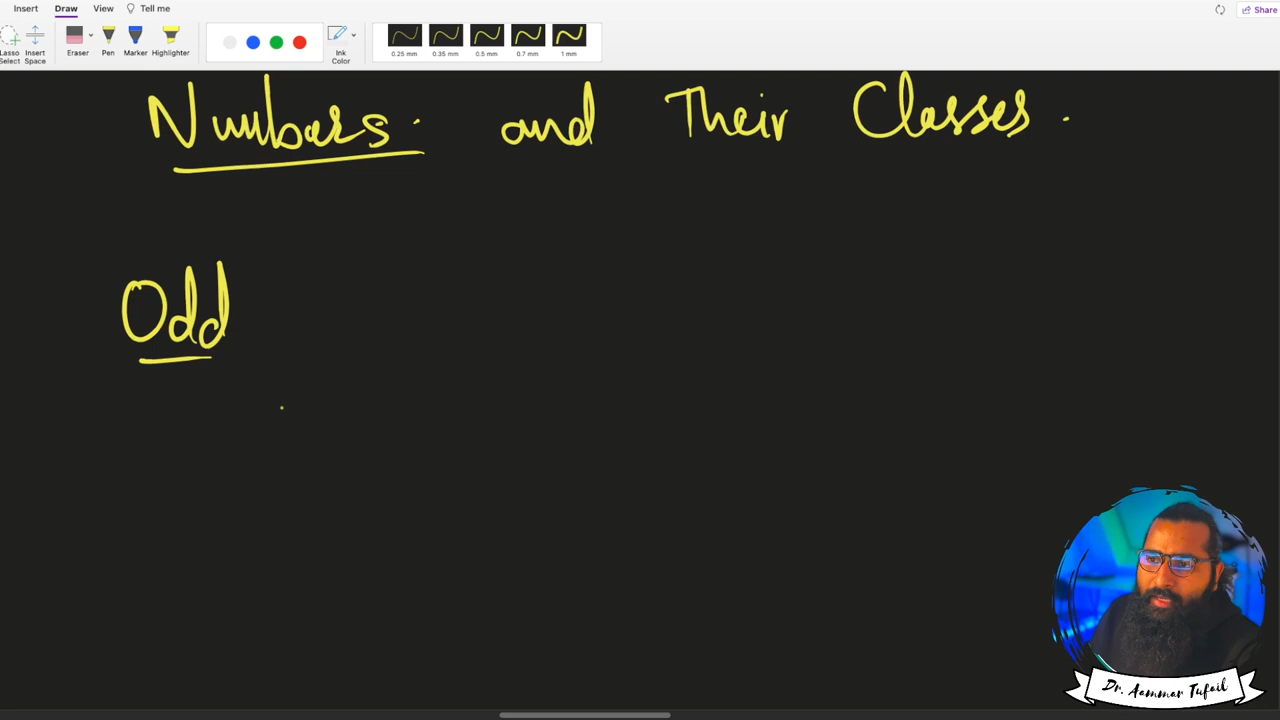 Insert Draw View Tell me Share
Lasso Select Insert Space Eraser Pen Marker Highlighter Ink Color 0.25 mm 0.35 mm 0.5 mm 0.7 mm 1 mm
Numbers. and Their Classes.
Odd
Dr. Aammar Tufail